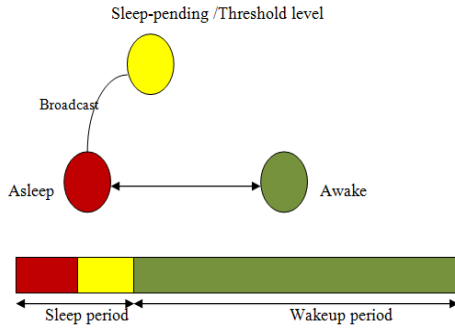 Sleep-pending /Threshold level
Broadcast
Asleep
Awake
Sleep period
Wakeup period